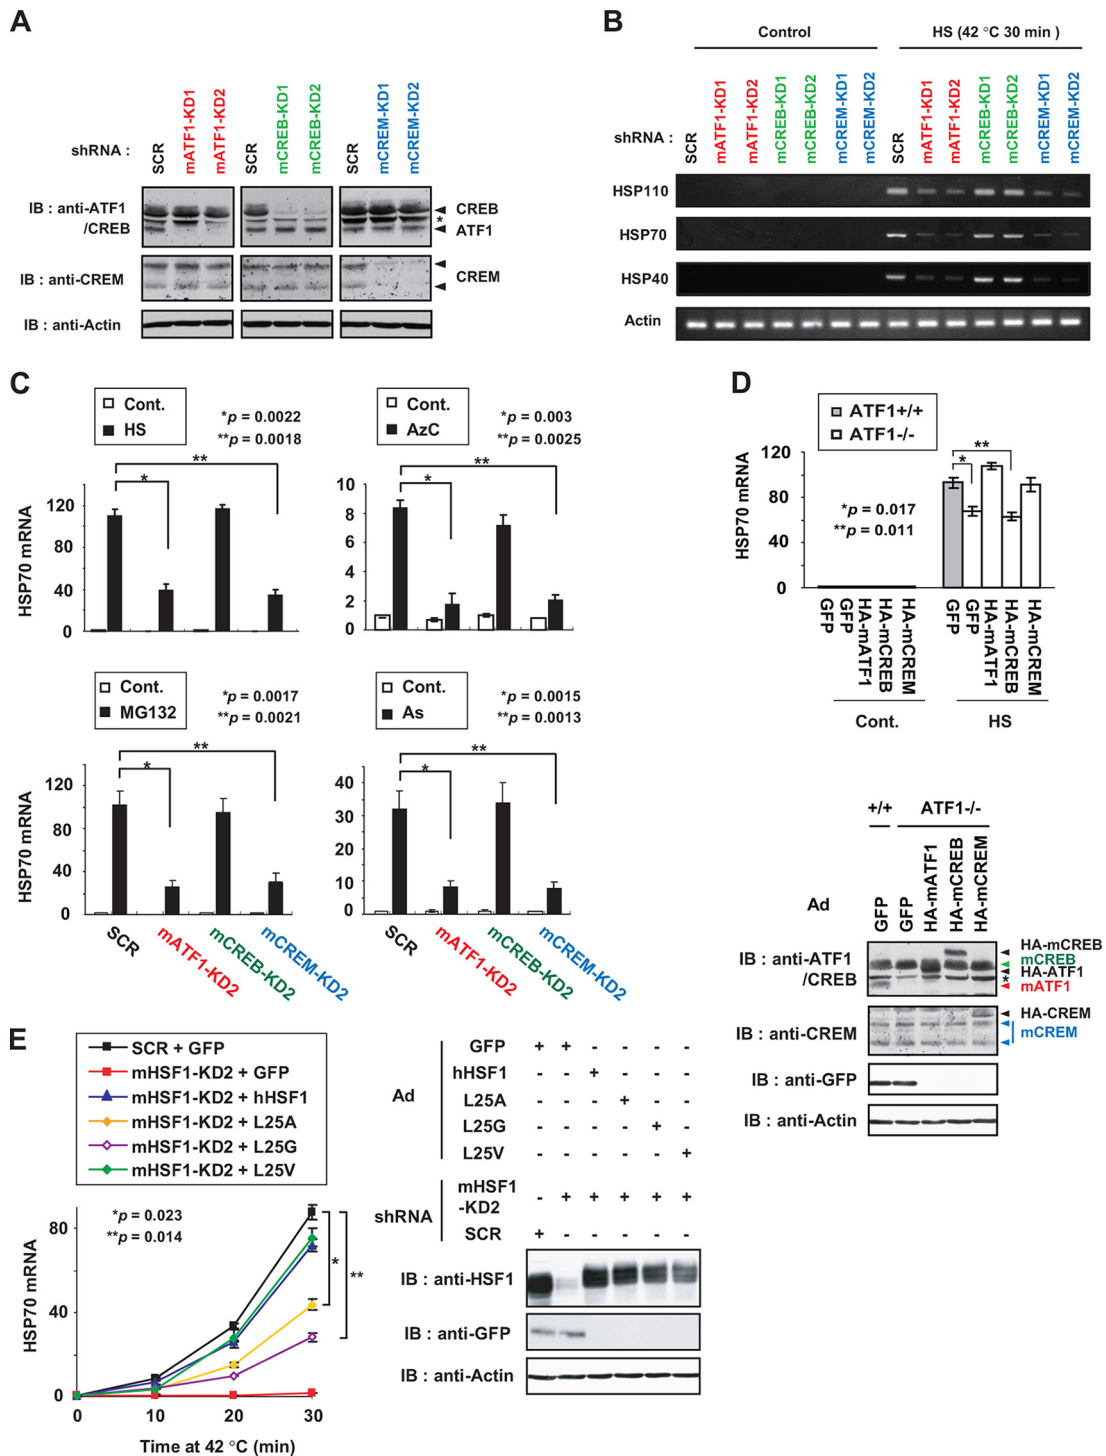 A
shRNA :
SCR
mATF1-KD1
mATF1-KD2
SCR
mCREB-KD1
mCREB-KD2
SCR
mCREM-KD1
mCREM-KD2
IB : anti-ATF1
/CREB
CREB
*
ATF1
IB : anti-CREM
CREM
IB : anti-Actin
B
Control
HS (42 °C 30 min )
shRNA :
SCR
mATF1-KD1
mATF1-KD2
mCREB-KD1
mCREB-KD2
mCREM-KD1
mCREM-KD2
SCR
mATF1-KD1
mATF1-KD2
mCREB-KD1
mCREB-KD2
mCREM-KD1
mCREM-KD2
HSP110
HSP70
HSP40
Actin
C
Cont.
HS
*p = 0.0022
**p = 0.0018
**
*
HSP70 mRNA
120
80
40
0
Cont.
AzC
*p = 0.003
**p = 0.0025
**
*
10
8
6
4
2
0
Cont.
MG132
*p = 0.0017
**p = 0.0021
**
*
HSP70 mRNA
120
80
40
0
SCR
mATF1-KD2
mCREB-KD2
mCREM-KD2
Cont.
As
*p = 0.0015
**p = 0.0013
**
*
40
30
20
10
0
SCR
mATF1-KD2
mCREB-KD2
mCREM-KD2
D
ATF1+/+
ATF1-/-
HSP70 mRNA
120
80
40
0
*
**
*p = 0.017
**p = 0.011
GFP
GFP
HA-mATF1
HA-mCREB
HA-mCREM
GFP
GFP
HA-mATF1
HA-mCREB
HA-mCREM
Cont.
HS
+/+
ATF1-/-
Ad
GFP
GFP
HA-mATF1
HA-mCREB
HA-mCREM
IB : anti-ATF1
/CREB
HA-mCREB
mCREB
HA-ATF1
*
mATF1
IB : anti-CREM
HA-CREM
mCREM
IB : anti-GFP
IB : anti-Actin
E
SCR + GFP
mHSF1-KD2 + GFP
mHSF1-KD2 + hHSF1
mHSF1-KD2 + L25A
mHSF1-KD2 + L25G
mHSF1-KD2 + L25V
*p = 0.023
**p = 0.014
*
**
HSP70 mRNA
80
40
0
0 10 20 30
Time at 42 °C (min)
Ad
GFP + + - - - -
hHSF1 - - + - - -
L25A - - - + - -
L25G - - - - + -
L25V - - - - - +
shRNA
mHSF1
-KD2 - + + + + +
SCR + - - - - -
IB : anti-HSF1
IB : anti-GFP
IB : anti-Actin